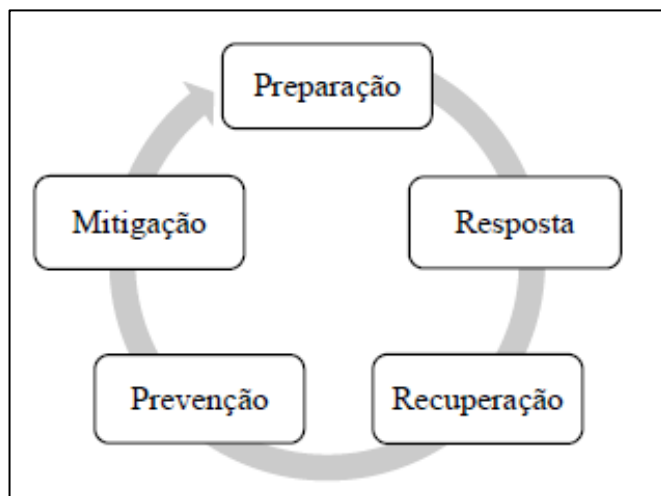 Preparação
Resposta
Recuperação
Prevenção
Mitigação